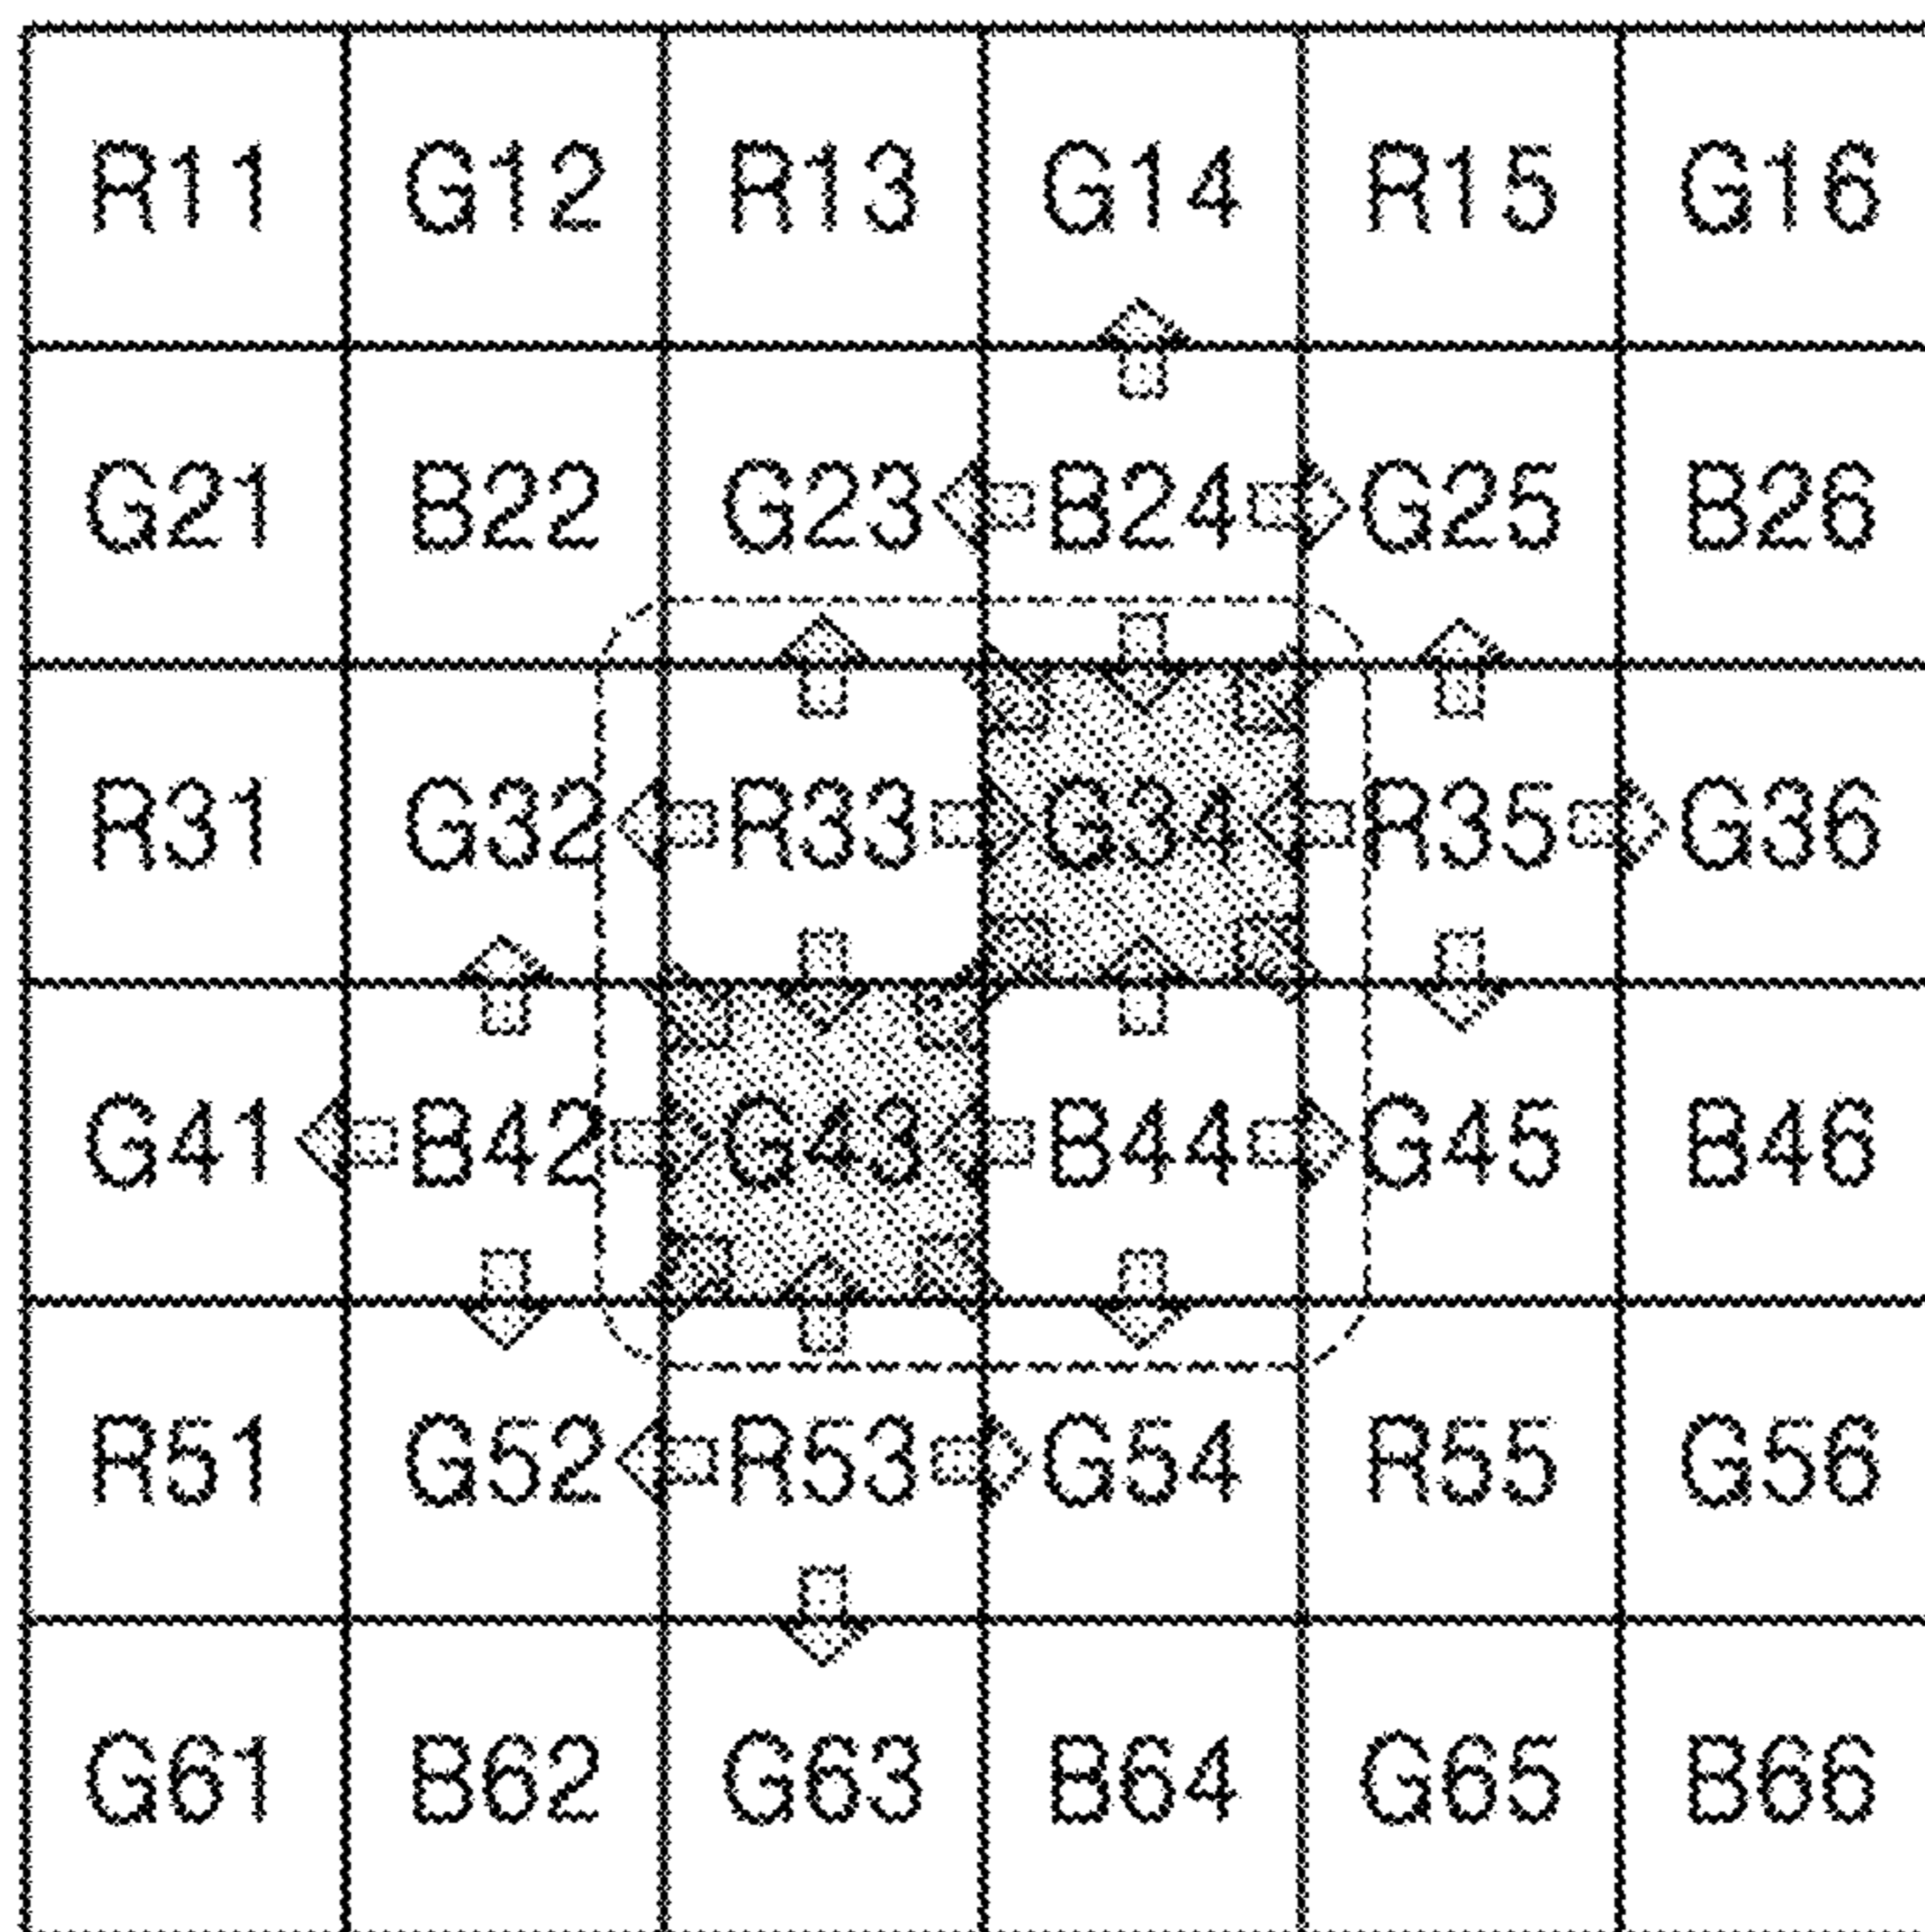 R11 G12 R13 G14 R15 G16
G21 B22 G23 B24 G25 B26
R31 G32 R33 G34 R35 G36
G41 B42 G43 B44 G45 B46
R51 G52 R53 G54 R55 G56
G61 B62 G63 B64 G65 B66